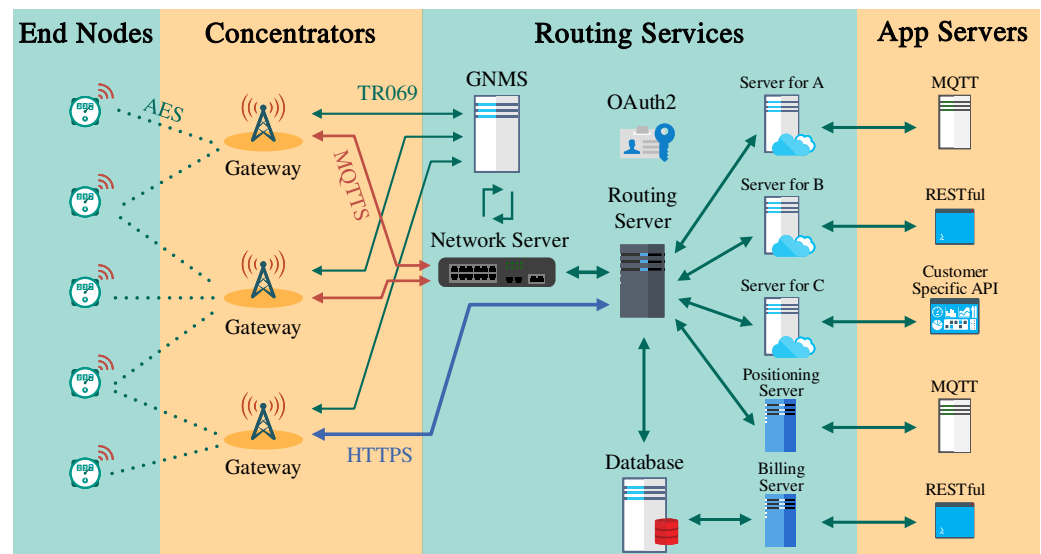 End Nodes
Concentrators
Routing Services
App Servers
AES
Gateway
Gateway
Gateway
TR069
MQTTS
HTTPS
GNMS
Network Server
OAuth2
Routing
Server
Database
Server for A
Server for B
Server for C
Positioning
Server
Billing
Server
MQTT
RESTful
Customer
Specific API
MQTT
RESTful